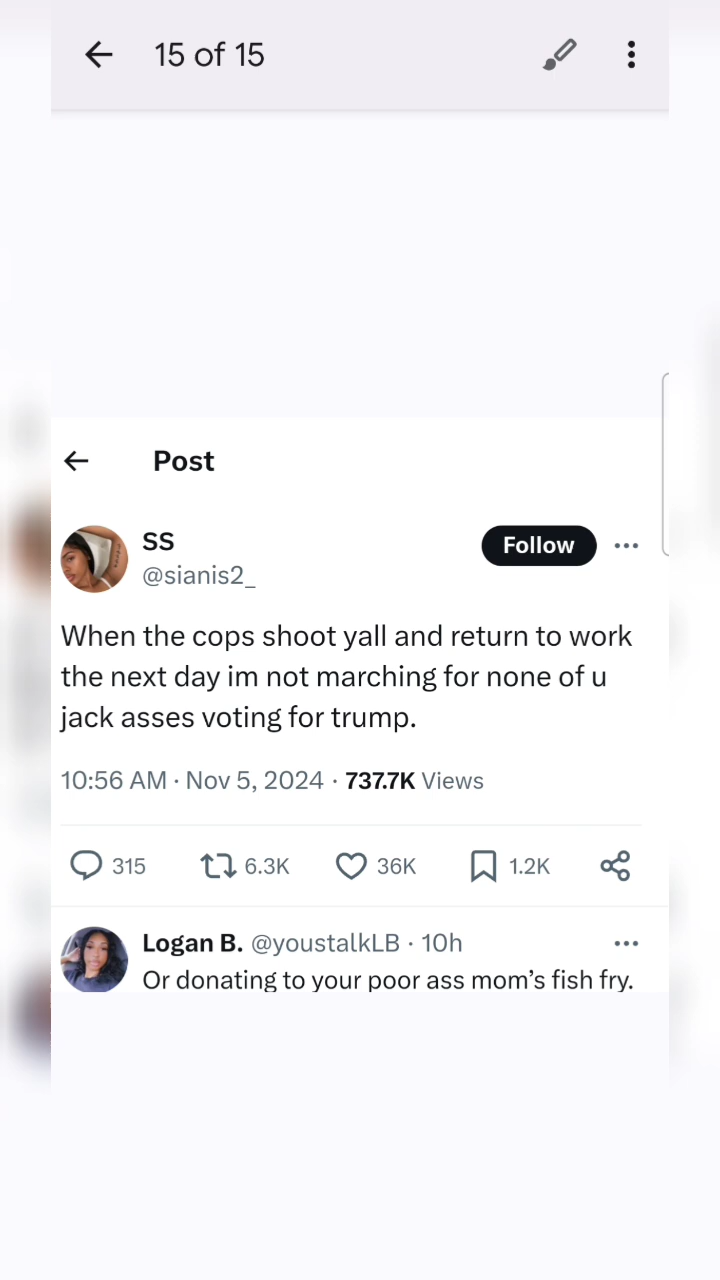 15 of 15
Post
SS
@sianis2_
Follow
When the cops shoot yall and return to work
the next day im not marching for none of u
jack asses voting for trump.
10:56 AM · Nov 5, 2024 · 737.7K Views
315 6.3K 36K 1.2K
Logan B. @youstalkLB · 10h
Or donating to your poor ass mom’s fish fry.